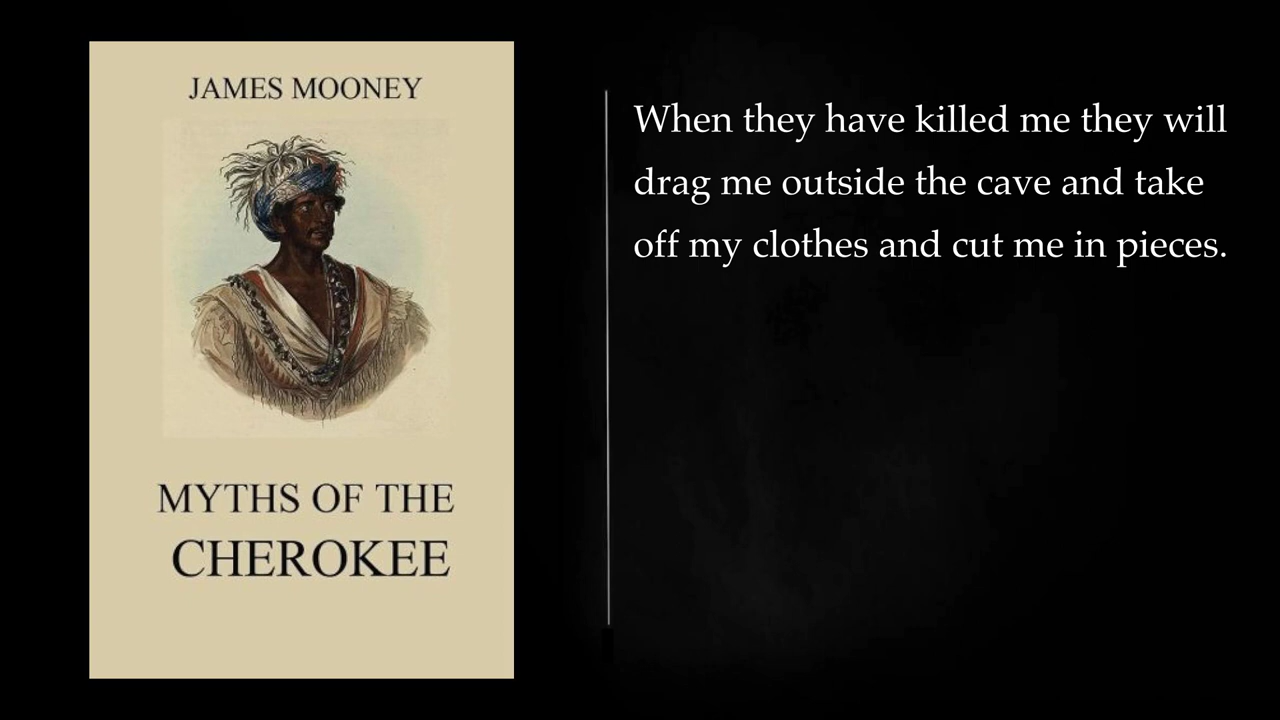 JAMES MOONEY
MYTHS OF THE
CHEROKEE
When they have killed me they will
drag me outside the cave and take
off my clothes and cut me in pieces.